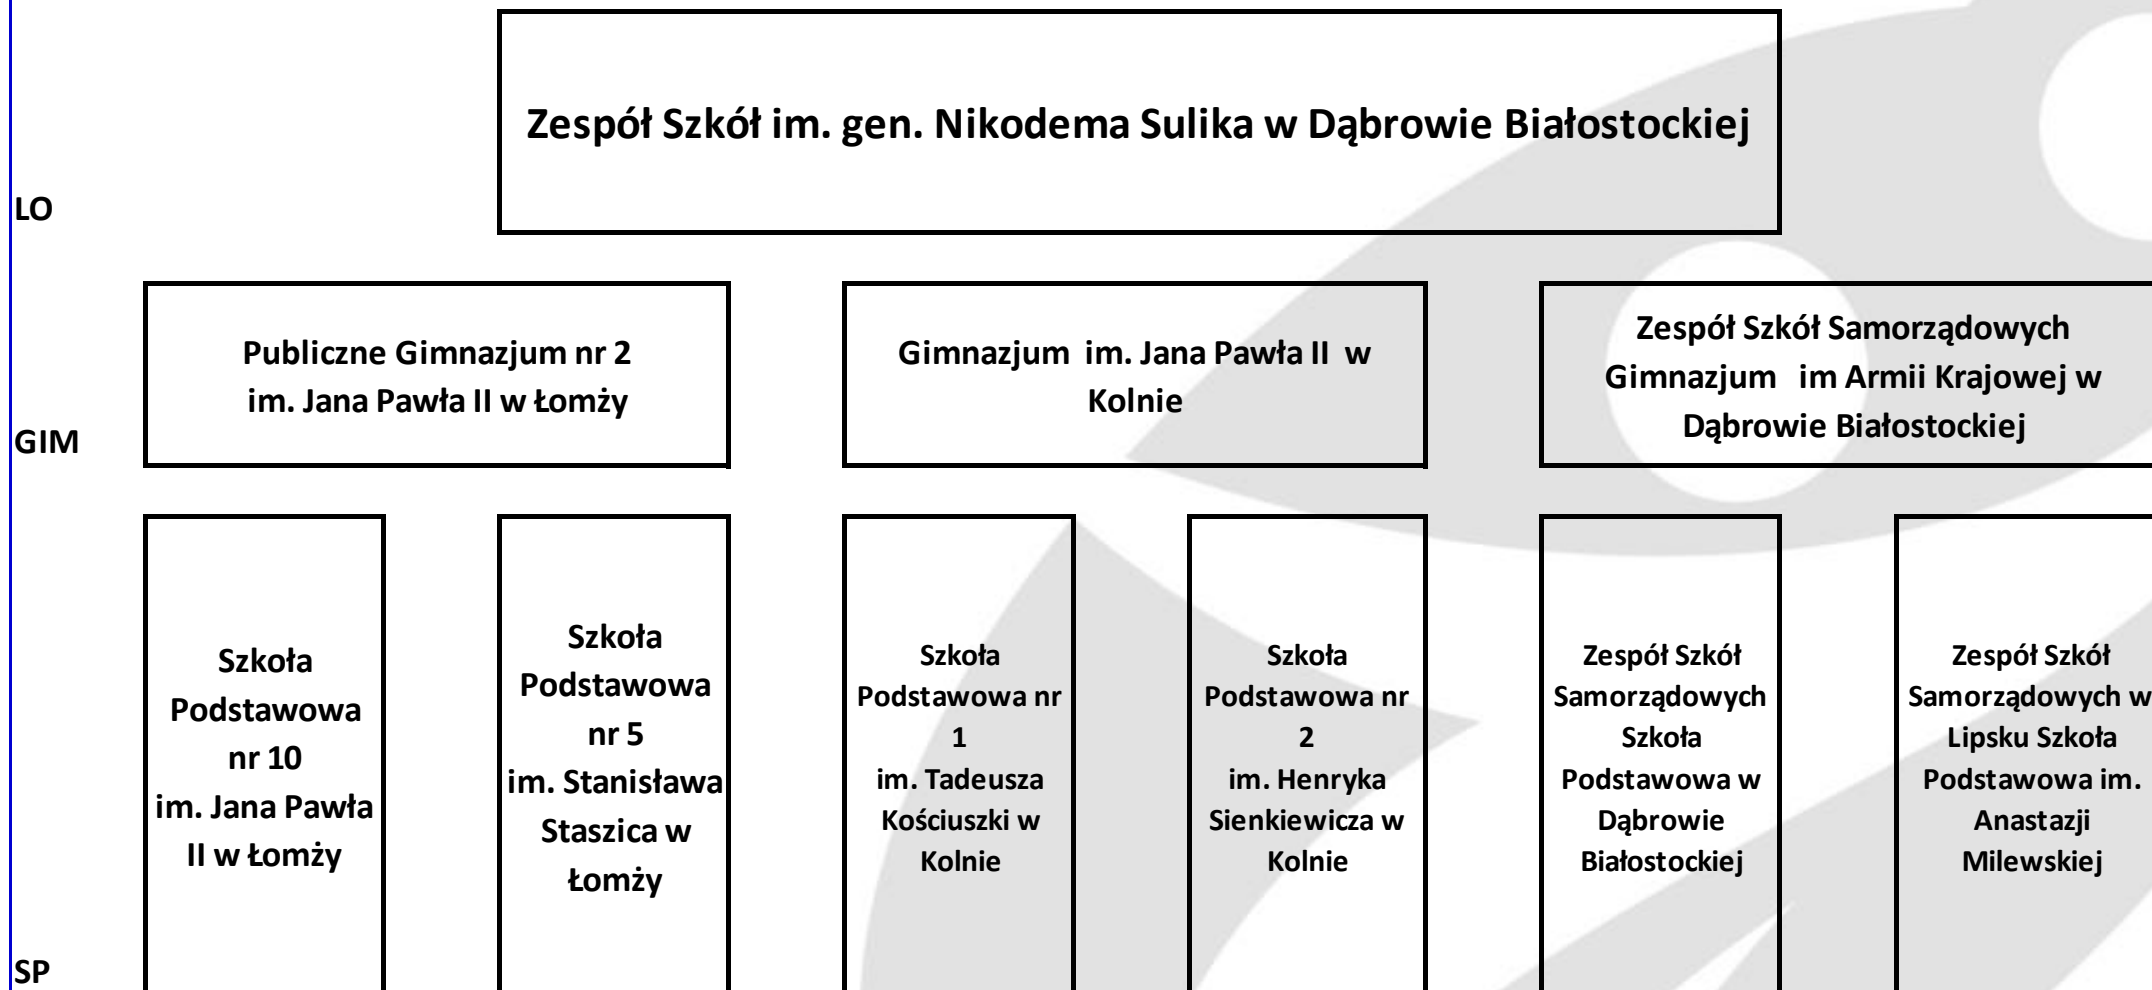 Zespół Szkół im. gen. Nikodema Sulika w Dąbrowie Białostockiej
LO
Publiczne Gimnazjum nr 2
im. Jana Pawła II w Łomży
Gimnazjum im. Jana Pawła II w
Kolnie
Zespół Szkół Samorządowych
Gimnazjum im Armii Krajowej w
Dąbrowie Białostockiej
GIM
Szkoła
Podstawowa
nr 10
im. Jana Pawła
II w Łomży
Szkoła
Podstawowa
nr 5
im. Stanisława
Staszica w
Łomży
Szkoła
Podstawowa nr
1
im. Tadeusza
Kościuszki w
Kolnie
Szkoła
Podstawowa nr
2
im. Henryka
Sienkiewicza w
Kolnie
Zespół Szkół
Samorządowych
Szkoła
Podstawowa w
Dąbrowie
Białostockiej
Zespół Szkół
Samorządowych w
Lipsku Szkoła
Podstawowa im.
Anastazji
Milewskiej
SP